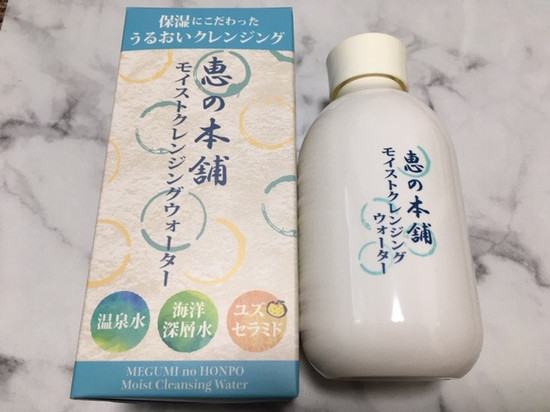 保湿にこだわった
うるおいクレンジング
恵の本舗
モイストクレンジングウォーター
温泉水
海洋
深層水
ユズ
セラミド
MEGUMI no HONPO
Moist Cleansing Water
恵の本舗
モイストクレンジング
ウォーター